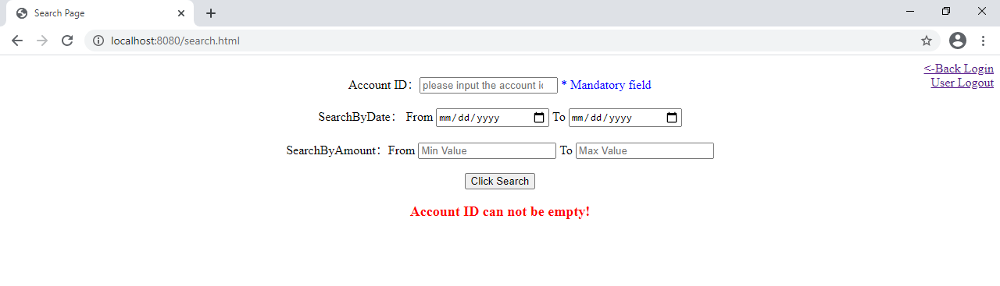 Search Page
localhost:8080/search.html
<-Back Login
User Logout
Account ID： please input the account ic * Mandatory field
SearchByDate： From mm/dd/yyyy To mm/dd/yyyy
SearchByAmount：From Min Value To Max Value
Click Search
Account ID can not be empty!